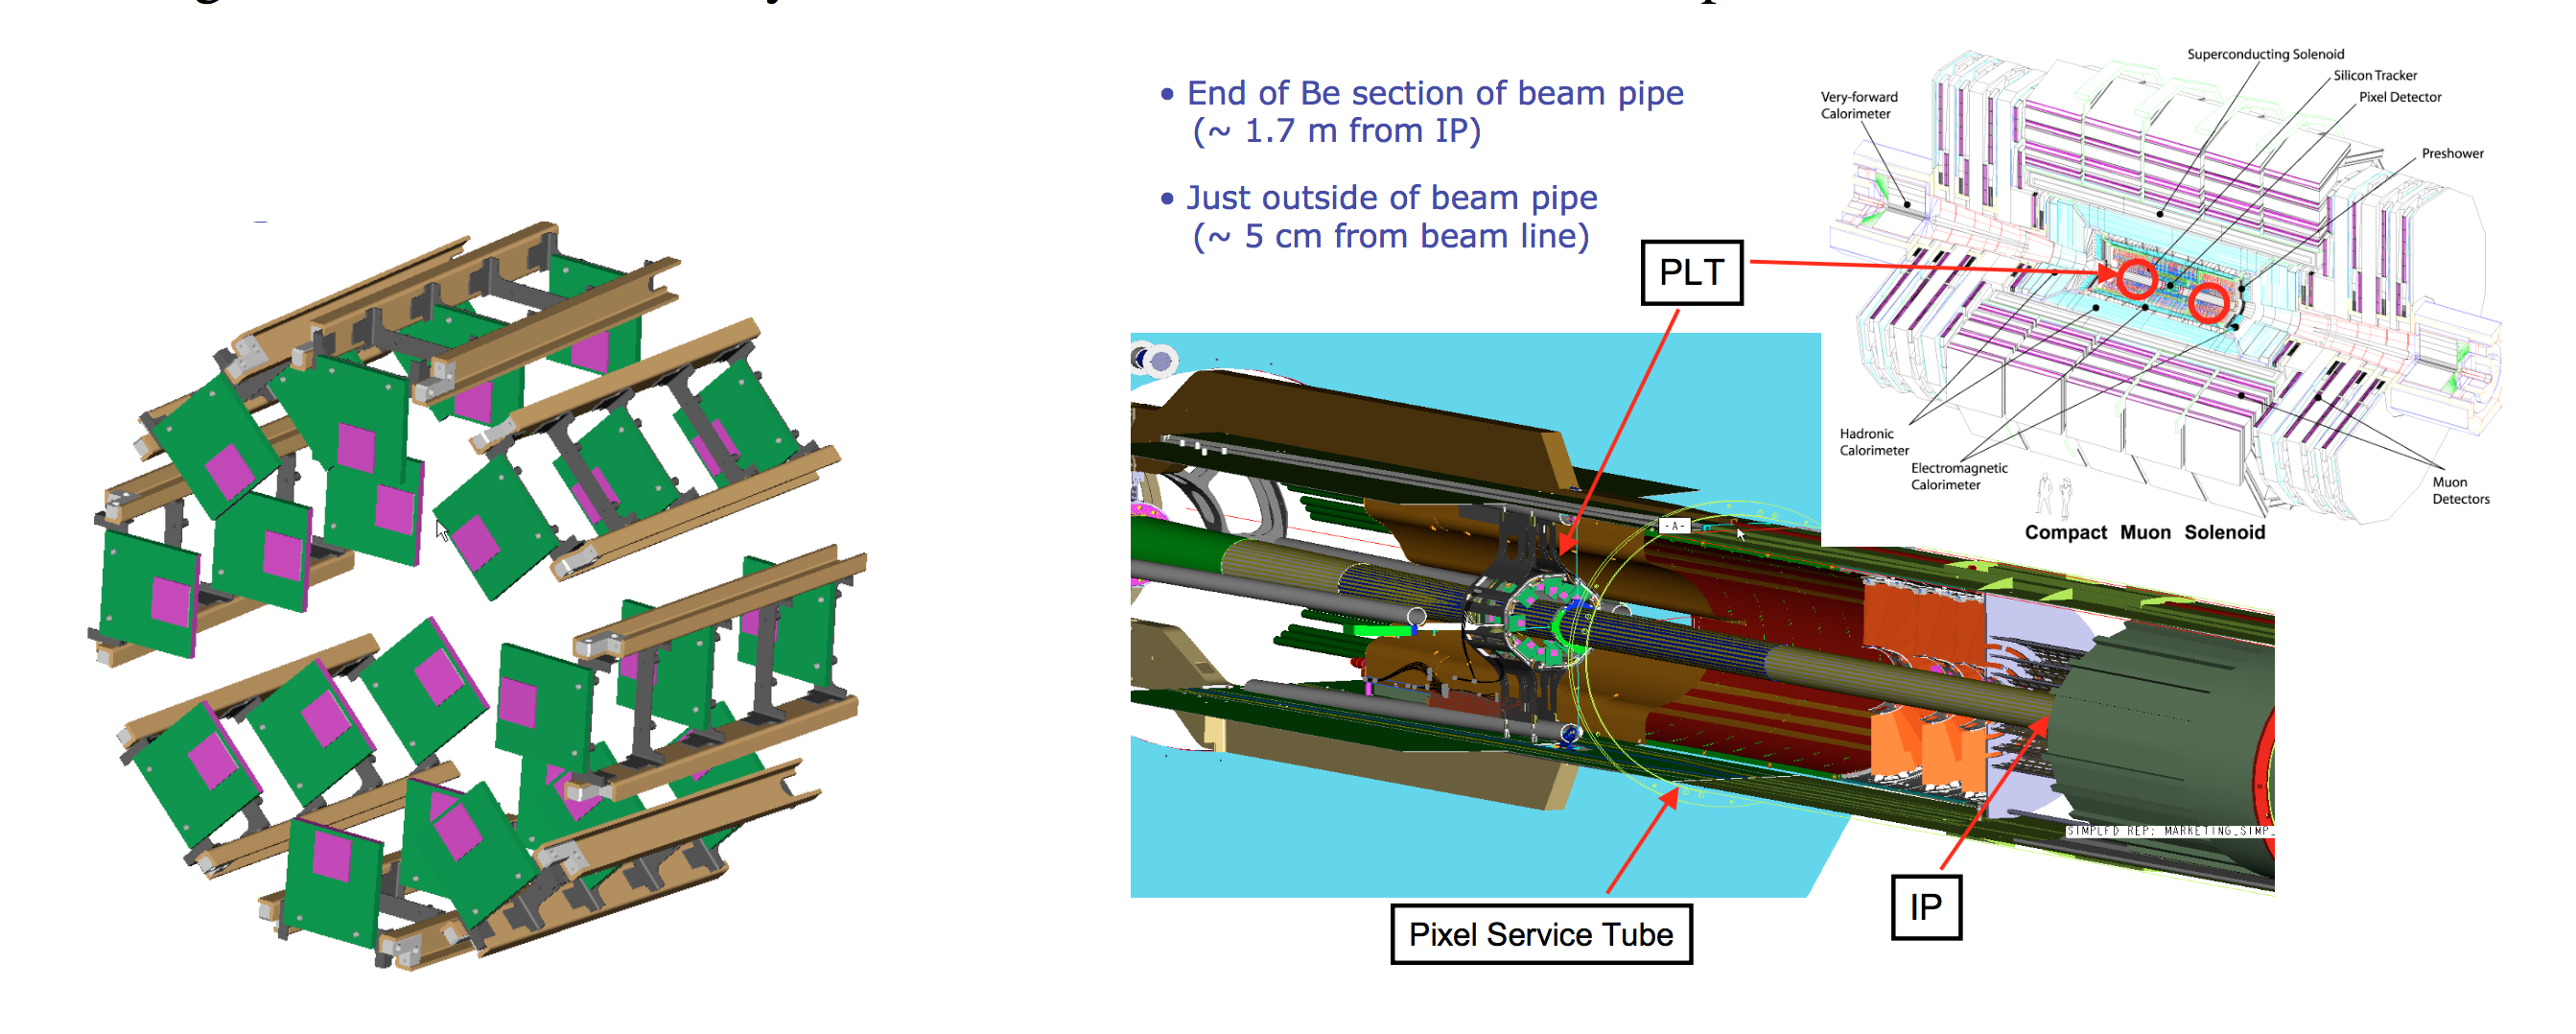 • End of Be section of beam pipe
(~ 1.7 m from IP)
• Just outside of beam pipe
(~ 5 cm from beam line)
PLT
Superconducting Solenoid
Silicon Tracker
Pixel Detector
Very-forward
Calorimeter
Preshower
Hadronic
Calorimeter
Electromagnetic
Calorimeter
Muon
Detectors
Compact Muon Solenoid
-A-
SIMPLFD REP: MARKETING_SIMP_
IP
Pixel Service Tube